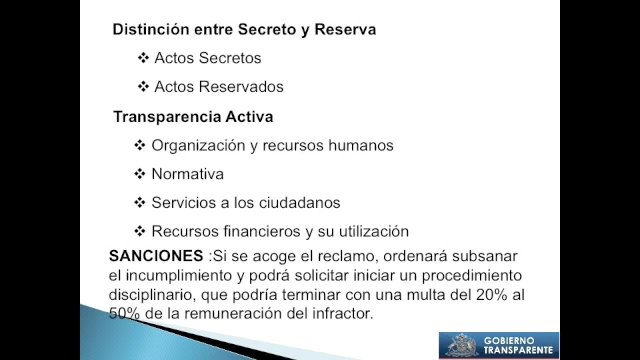 Distinción entre Secreto y Reserva
❖ Actos Secretos
❖ Actos Reservados
Transparencia Activa
❖ Organización y recursos humanos
❖ Normativa
❖ Servicios a los ciudadanos
❖ Recursos financieros y su utilización
SANCIONES :Si se acoge el reclamo, ordenará subsanar
el incumplimiento y podrá solicitar iniciar un procedimiento
disciplinario, que podría terminar con una multa del 20% al
50% de la remuneración del infractor.
GOBIERNO
TRANSPARENTE